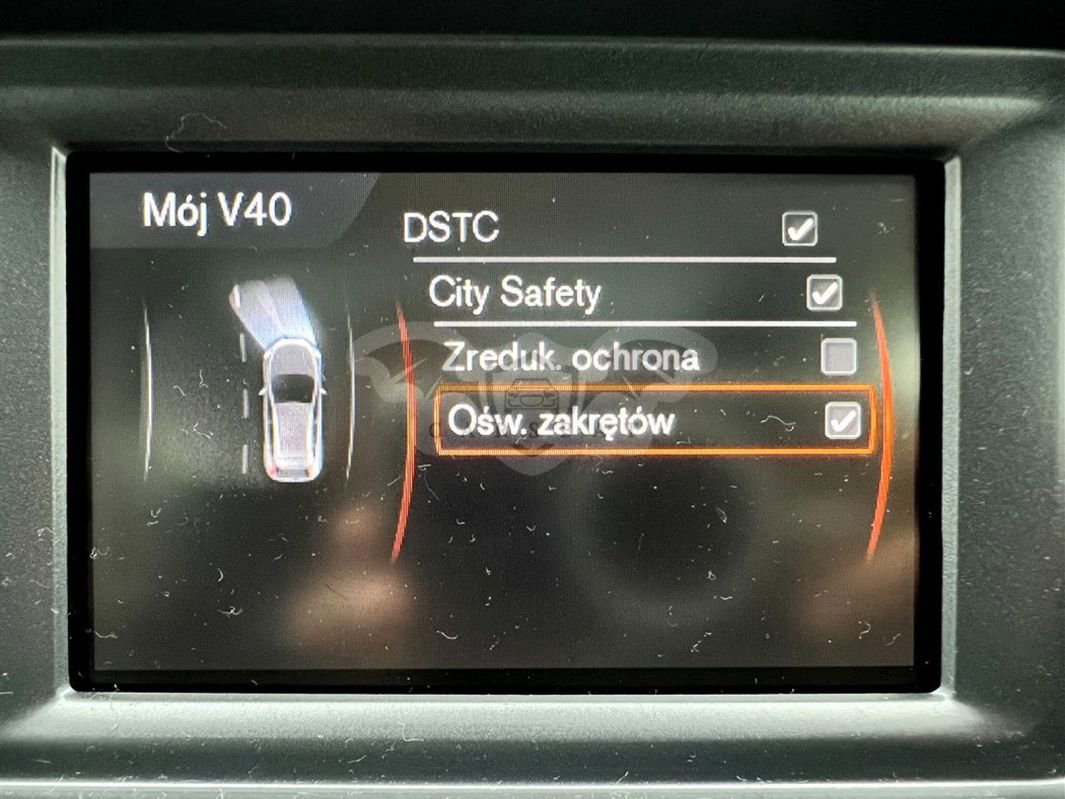 Mój V40
DSTC
City Safety
Zreduk. ochrona
Ośw. zakrętów